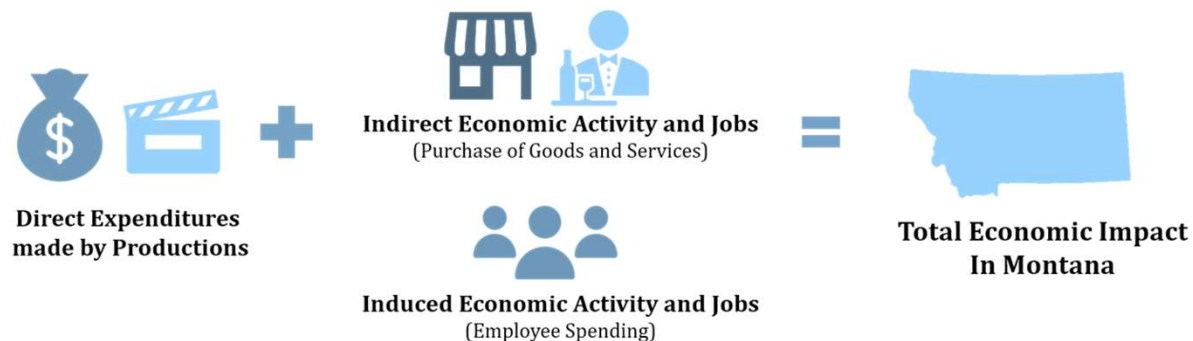 $
Indirect Economic Activity and Jobs
(Purchase of Goods and Services)
Direct Expenditures
made by Productions
Induced Economic Activity and Jobs
(Employee Spending)
Total Economic Impact
In Montana